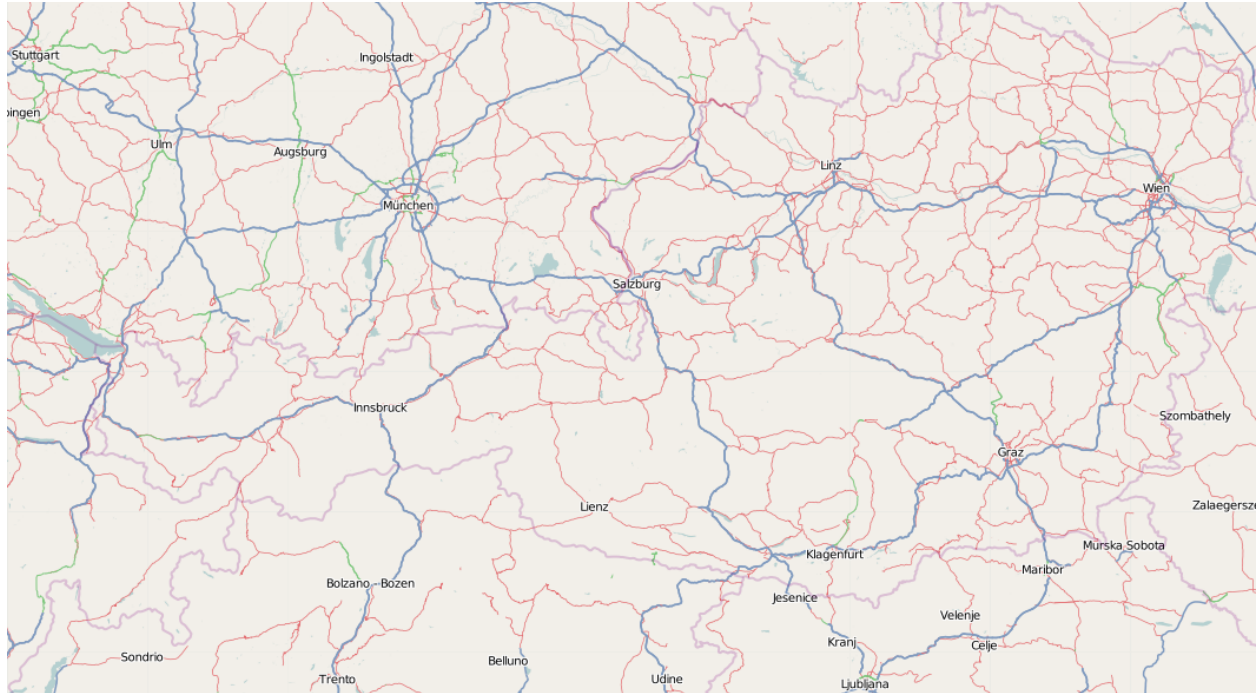 Stuttgart
Ingolstadt
bingen
Ulm
Augsburg
Linz
Wien
München
Salzburg
Innsbruck
Szombathely
Graz
Lienz
Zalaegersze
Murska Sobota
Klagenfurt
Maribor
Bolzano - Bozen
Jesenice
Velenje
Kranj
Celje
Sondrio
Belluno
Trento
Udine
Ljubljana